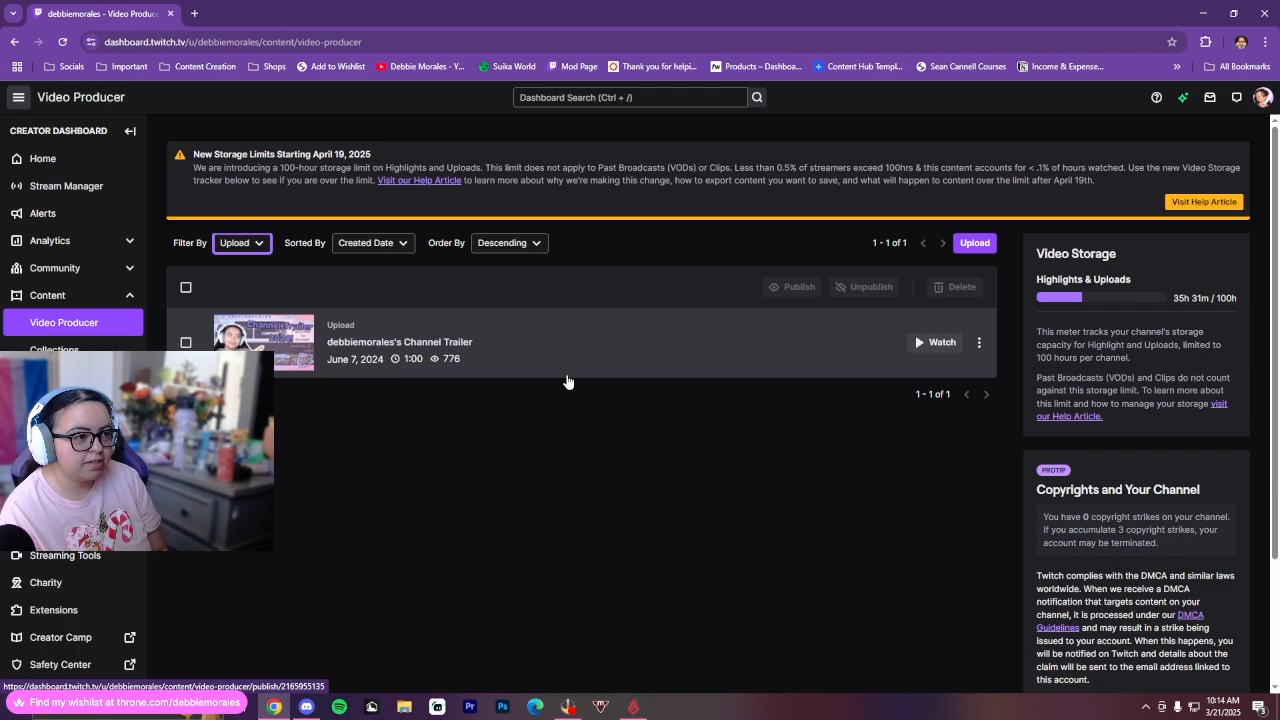 debbiemorales - Video Produc
dashboard.twitch.tv/u/debbiemorales/content/video-producer
Socials
Important
Content Creation
Shops
Add to Wishlist
Debbie Morales - Y...
Suika World
Mod Page
Thank you for helpi...
Products – Dashboa...
Content Hub Templ...
Sean Cannell Courses
Income & Expense...
All Bookmarks
Video Producer
Dashboard Search (Ctrl + /)
CREATOR DASHBOARD
Home
Stream Manager
Alerts
Analytics
Community
Content
Video Producer
Collections
Streaming Tools
Charity
Extensions
Creator Camp
Safety Center
New Storage Limits Starting April 19, 2025
We are introducing a 100-hour storage limit on Highlights and Uploads. This limit does not apply to Past Broadcasts (VODs) or Clips. Less than 0.5% of streamers exceed 100hrs & this content accounts for < .1% of hours watched. Use the new Video Storage
tracker below to see if you are over the limit. Visit our Help Article to learn more about why we're making this change, how to export content you want to save, and what will happen to content over the limit after April 19th.
Visit Help Article
Filter By Upload Sorted By Created Date Order By Descending
1 - 1 of 1
Upload
Publish
Unpublish
Delete
Channel Trailer
2024!
Upload
debbiemorales's Channel Trailer
June 7, 2024 1:00 776
Watch
1 - 1 of 1
Video Storage
Highlights & Uploads
35h 31m / 100h
This meter tracks your channel's storage
capacity for Highlight and Uploads, limited to
100 hours per channel.
Past Broadcasts (VODs) and Clips do not count
against this storage limit. To learn more about
this limit and how to manage your storage visit
our Help Article.
PROTIP
Copyrights and Your Channel
You have 0 copyright strikes on your channel.
If you accumulate 3 copyright strikes, your
account may be terminated.
Twitch complies with the DMCA and similar laws
worldwide. When we receive a DMCA
notification that targets content on your
channel, it is processed under our DMCA
Guidelines and may result in a strike being
issued to your account. When this happens, you
will be notified on Twitch and details about the
claim will be sent to the email address linked to
this account.
https://dashboard.twitch.tv/u/debbiemorales/content/video-producer/publish/2165955135
Find my wishlist at throne.com/debbiemorales
Pr
Ps
10:14 AM
3/21/2025